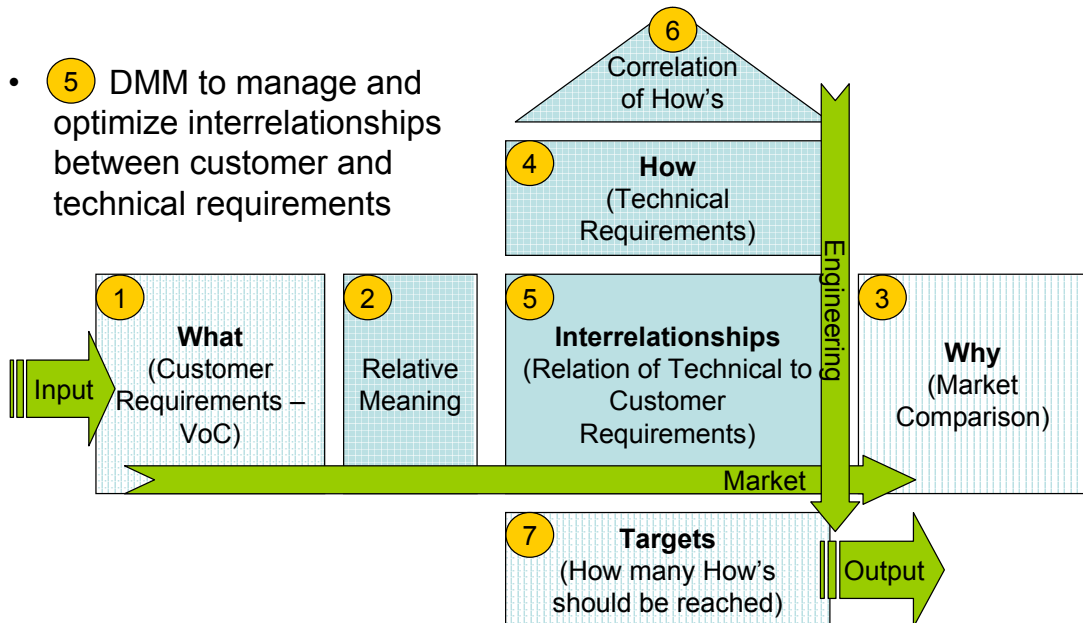 • 5 DMM to manage and
optimize interrelationships
between customer and
technical requirements
6
Correlation
of How's
4
How
(Technical
Requirements)
Engineering
1
What
(Customer
Requirements –
VoC)
Input
2
Relative
Meaning
5
Interrelationships
(Relation of Technical to
Customer
Requirements)
3
Why
(Market
Comparison)
Market
7
Targets
(How many How's
should be reached)
Output